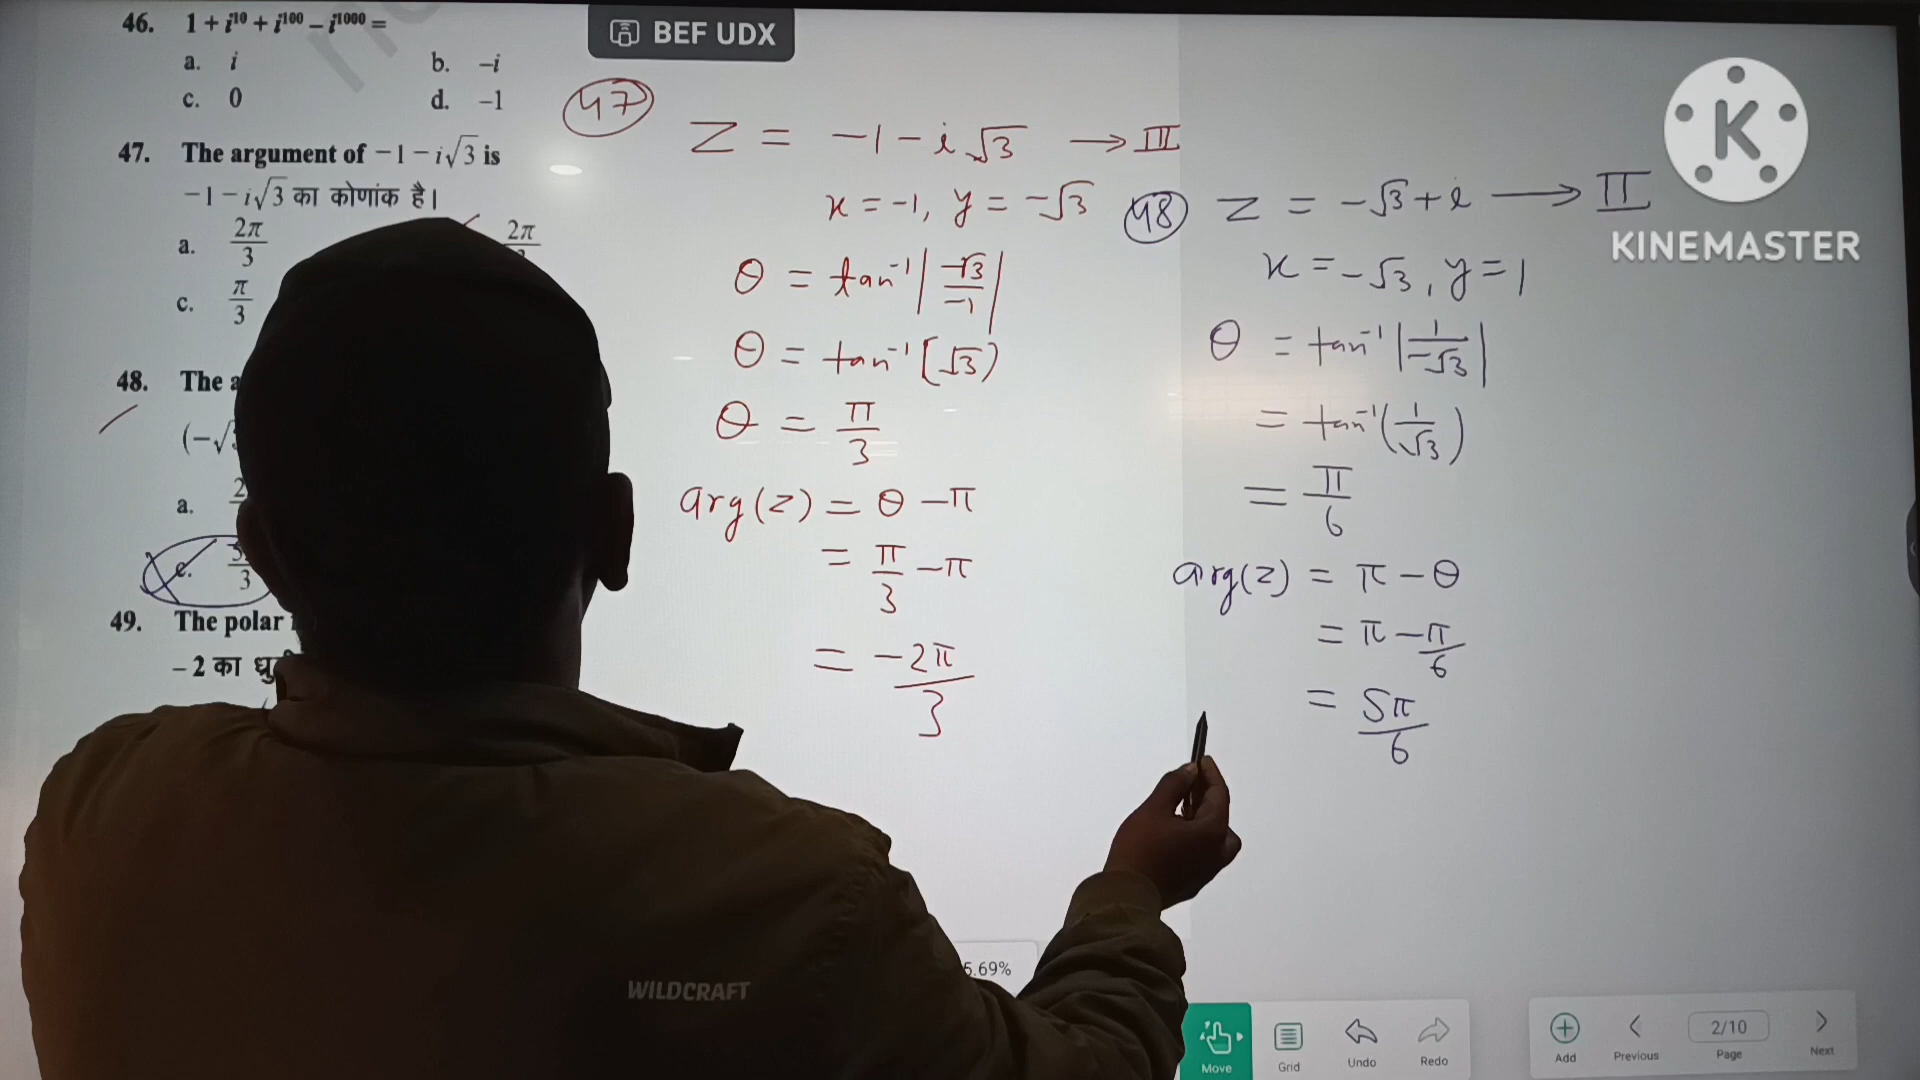 46. 1 + i¹⁰ + i¹⁰⁰ – i¹⁰⁰⁰ =
a. i b. –i
c. 0 d. –1
47. The argument of –1 – i√3 is
–1 – i√3 का कोणांक है।
a. 2π/3 2π
c. π/3
48. The
(–√
a. 2
c. 3
49. The polar
– 2 का
BEF UDX
47
Z = -1 - i√3 → III
x = -1, y = -√3
θ = tan⁻¹ |-√3/-1|
θ = tan⁻¹ (√3)
θ = π/3
arg(z) = θ - π
= π/3 - π
= -2π/3
48 Z = -√3 + i → II
x = -√3, y = 1
θ = tan⁻¹ |1/-√3|
= tan⁻¹ (1/√3)
= π/6
arg(z) = π - θ
= π - π/6
= 5π/6
K
KINEMASTER
WILDCRAFT
5.69%
Move Grid Undo Redo
Add Previous 2/10 Page Next